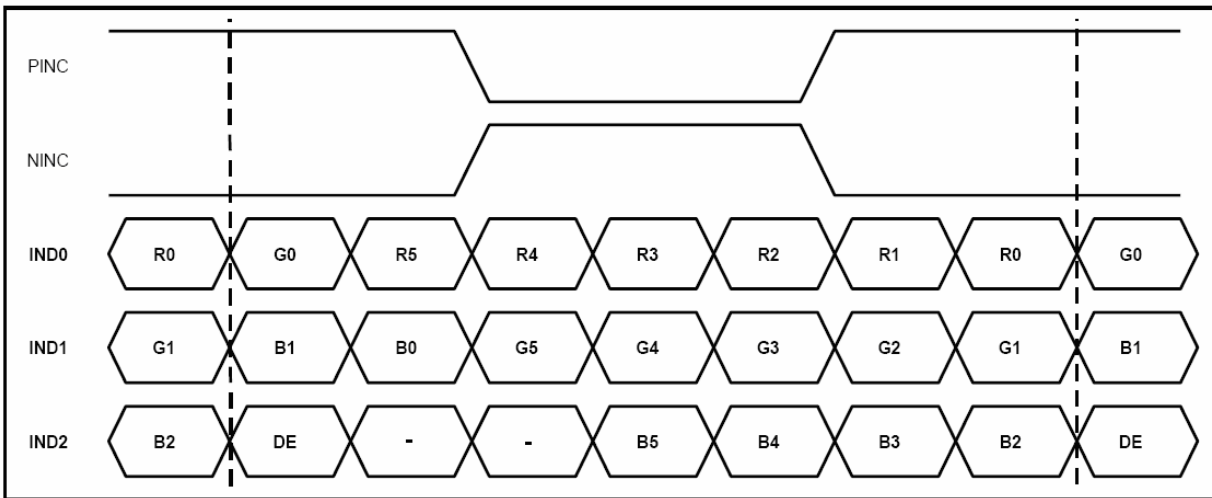 PINC
NINC
IND0 R0 G0 R5 R4 R3 R2 R1 R0 G0
IND1 G1 B1 B0 G5 G4 G3 G2 G1 B1
IND2 B2 DE - - B5 B4 B3 B2 DE